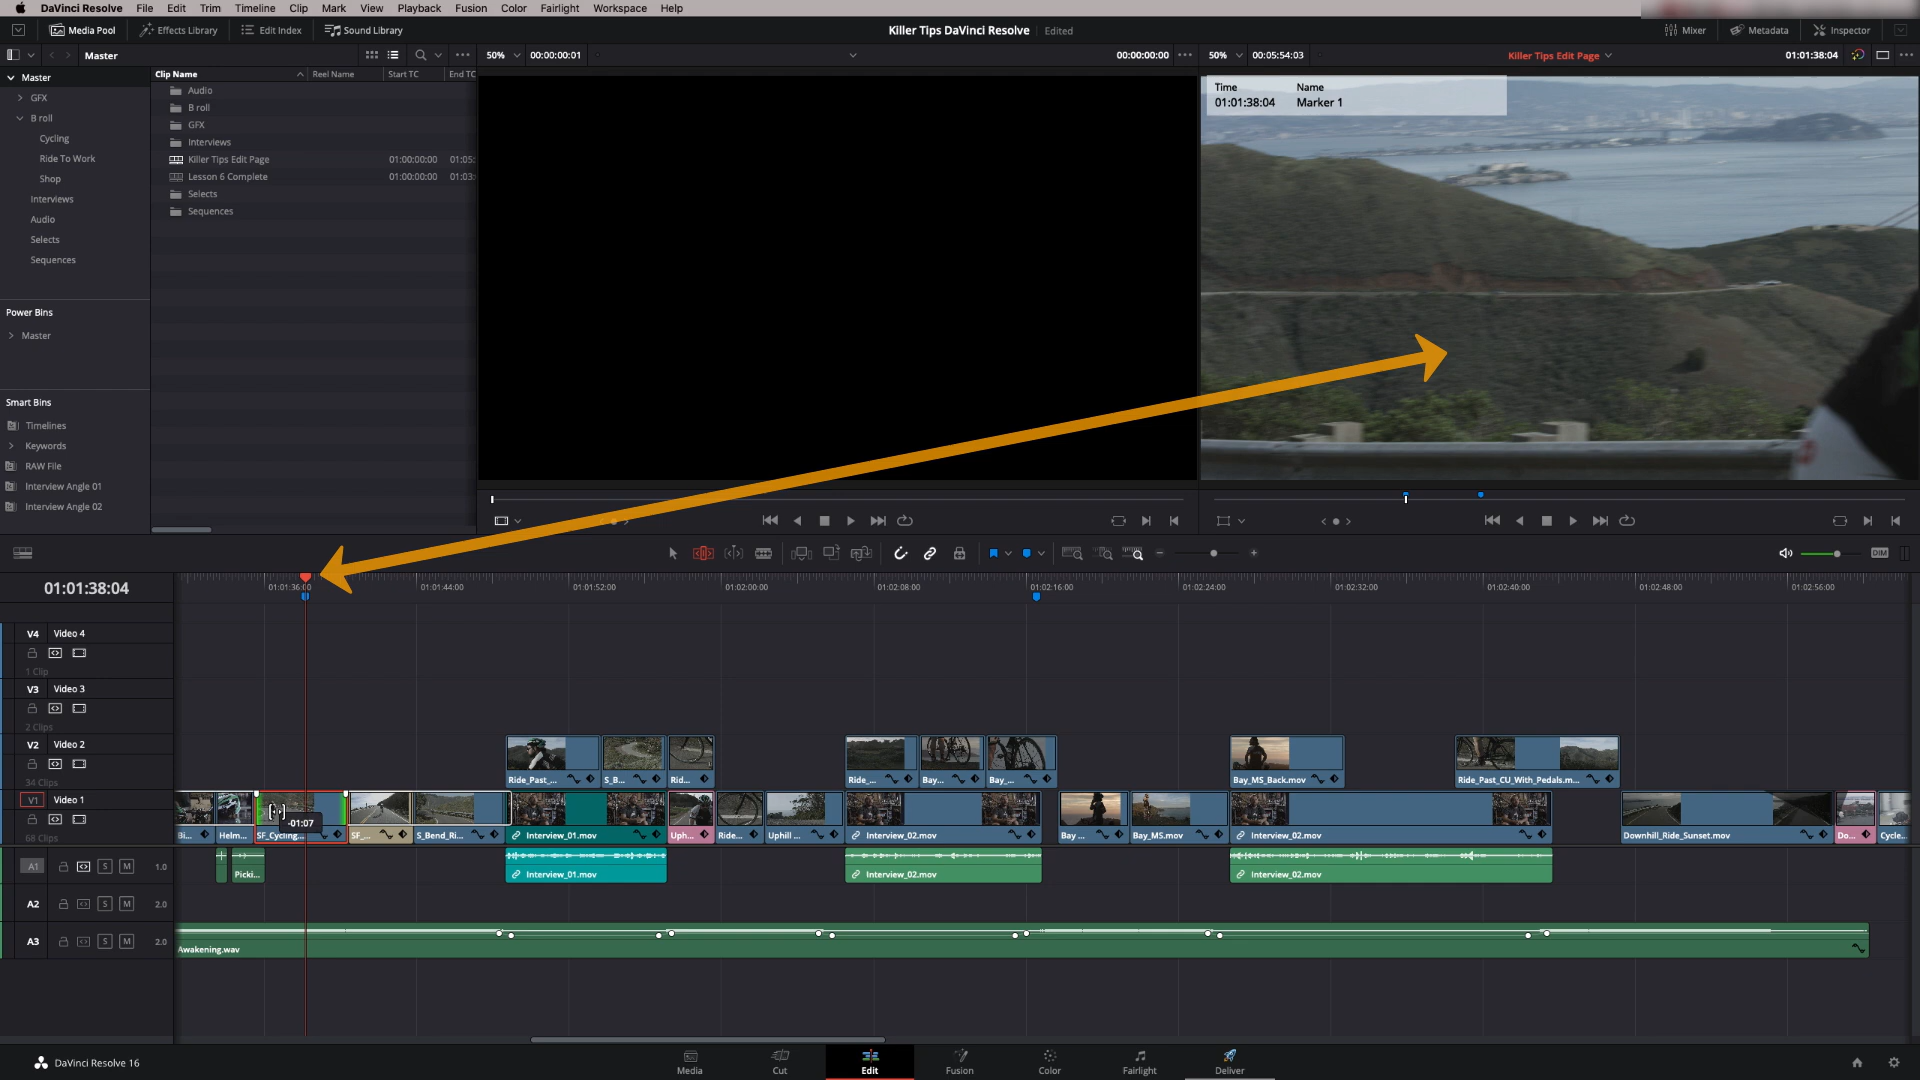 DaVinci Resolve File Edit Trim Timeline Clip Mark View Playback Fusion Color Fairlight Workspace Help
Media Pool Effects Library Edit Index Sound Library Killer Tips DaVinci Resolve Edited Mixer Metadata Inspector
Master 50% 00:00:00:01 00:00:00:00 50% 00:05:54:03 Killer Tips Edit Page 01:01:38:04
Master
GFX
B roll
Cycling
Ride To Work
Shop
Interviews
Audio
Selects
Sequences
Power Bins
Master
Smart Bins
Timelines
Keywords
RAW File
Interview Angle 01
Interview Angle 02
Clip Name Reel Name Start TC End TC
Audio
B roll
GFX
Interviews
Killer Tips Edit Page 01:00:00:00 01:05:
Lesson 6 Complete 01:00:00:00 01:03:
Selects
Sequences
Time Name
01:01:38:04 Marker 1
DIM
01:01:38:04
01:01:36:00 01:01:44:00 01:01:52:00 01:02:00:00 01:02:08:00 01:02:16:00 01:02:24:00 01:02:32:00 01:02:40:00 01:02:48:00 01:02:56:00
V4 Video 4
1 Clip
V3 Video 3
2 Clips
V2 Video 2
34 Clips
Ride_Past_... S_B... Rid... Ride_... Bay... Bay_... Bay_MS_Back.mov Ride_Past_CU_With_Pedals.m...
V1 Video 1
68 Clips
-01:07
Bi... Helm... SF_Cycling... SF_... S_Bend_Ri... Interview_01.mov Uph... Ride... Uphill ... Interview_02.mov Bay ... Bay_MS.mov Interview_02.mov Downhill_Ride_Sunset.mov Do... Cycle...
A1 S M 1.0
Picki... Interview_01.mov Interview_02.mov Interview_02.mov
A2 S M 2.0
A3 S M 2.0
Awakening.wav
DaVinci Resolve 16 Media Cut Edit Fusion Color Fairlight Deliver